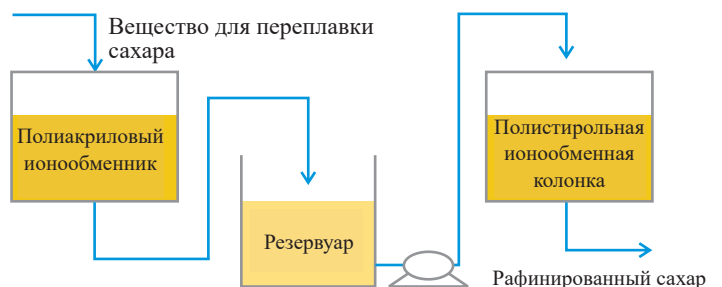 Вещество для переплавки
сахара
Полиакриловый
ионообменник
Полистирольная
ионообменная
колонка
Резервуар
Рафинированный сахар